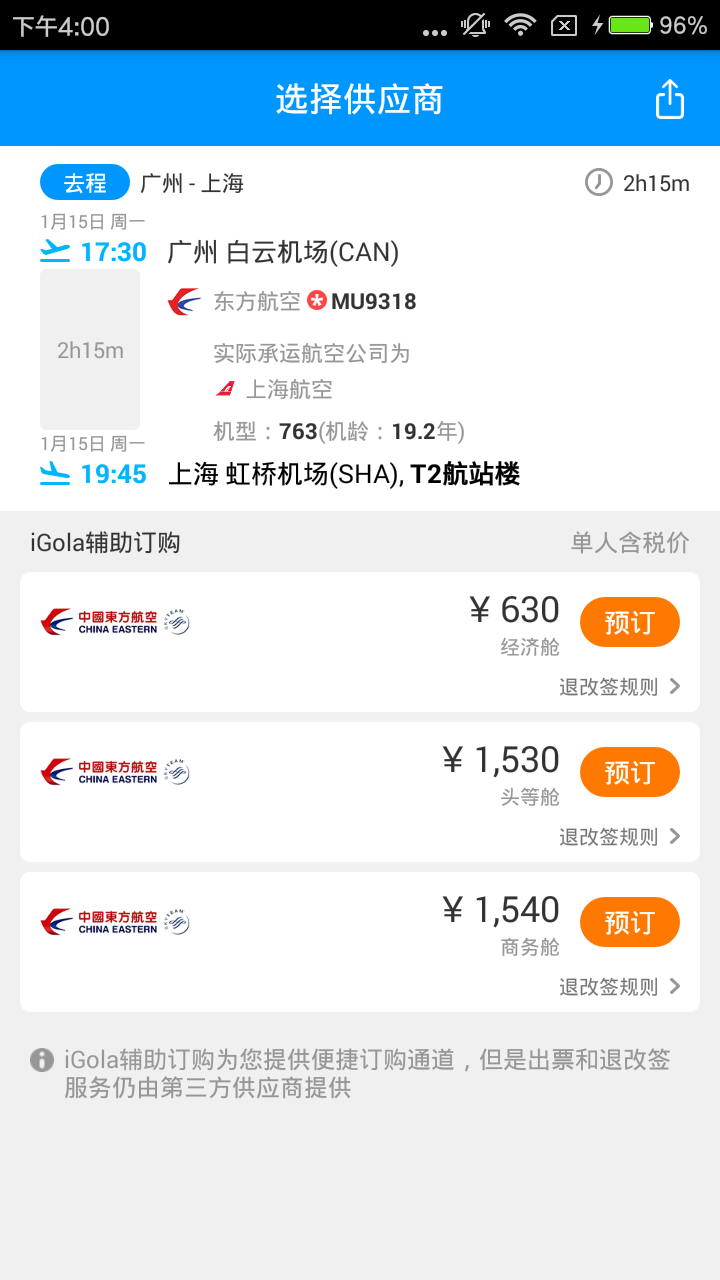 下午4:00 96%
选择供应商
去程 广州 - 上海 2h15m
1月15日 周一
17:30 广州 白云机场(CAN)
东方航空 MU9318
2h15m 实际承运航空公司为
上海航空
机型：763(机龄：19.2年)
1月15日 周一
19:45 上海 虹桥机场(SHA), T2航站楼
iGola辅助订购 单人含税价
中國東方航空 ¥ 630 预订
CHINA EASTERN SKYTEAM
经济舱
退改签规则
中國東方航空 ¥ 1,530 预订
CHINA EASTERN SKYTEAM
头等舱
退改签规则
中國東方航空 ¥ 1,540 预订
CHINA EASTERN SKYTEAM
商务舱
退改签规则
iGola辅助订购为您提供便捷订购通道，但是出票和退改签
服务仍由第三方供应商提供